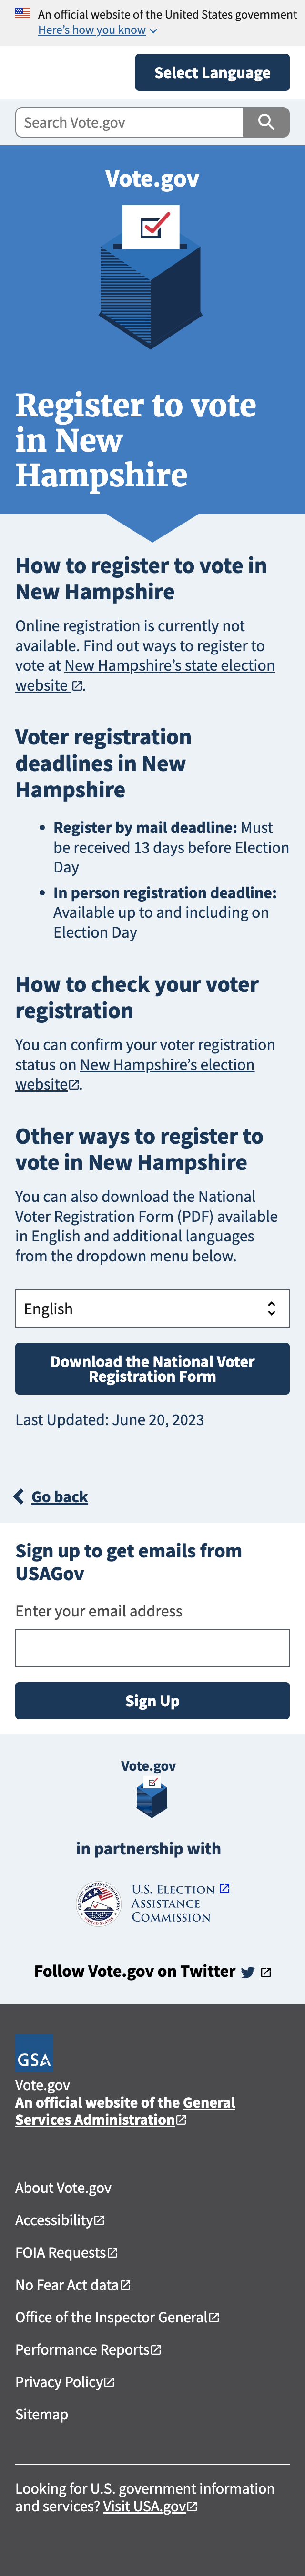 An official website of the United States government
Here's how you know
Select Language
Search Vote.gov
Vote.gov
Register to vote
in New
Hampshire
How to register to vote in
New Hampshire
Online registration is currently not
available. Find out ways to register to
vote at New Hampshire's state election
website.
Voter registration
deadlines in New
Hampshire
• Register by mail deadline: Must
be received 13 days before Election
Day
• In person registration deadline:
Available up to and including on
Election Day
How to check your voter
registration
You can confirm your voter registration
status on New Hampshire's election
website.
Other ways to register to
vote in New Hampshire
You can also download the National
Voter Registration Form (PDF) available
in English and additional languages
from the dropdown menu below.
English
Download the National Voter
Registration Form
Last Updated: June 20, 2023
Go back
Sign up to get emails from
USAGov
Enter your email address
Sign Up
Vote.gov
in partnership with
U.S. Election
Assistance
Commission
Follow Vote.gov on Twitter
GSA
Vote.gov
An official website of the General
Services Administration
About Vote.gov
Accessibility
FOIA Requests
No Fear Act data
Office of the Inspector General
Performance Reports
Privacy Policy
Sitemap
Looking for U.S. government information
and services? Visit USA.gov